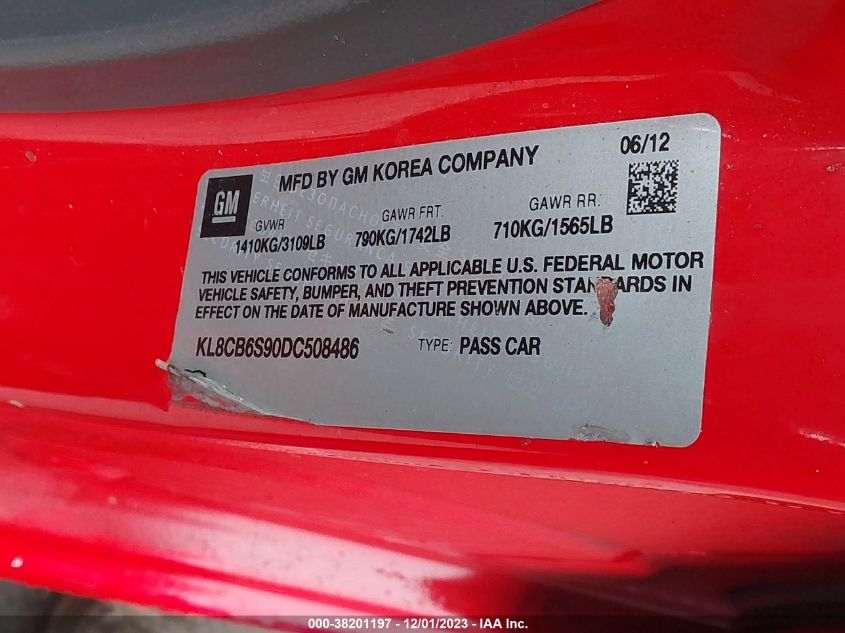 GM
MFD BY GM KOREA COMPANY
06/12
GVWR
1410KG/3109LB
GAWR FRT.
790KG/1742LB
GAWR RR.
710KG/1565LB
THIS VEHICLE CONFORMS TO ALL APPLICABLE U.S. FEDERAL MOTOR
VEHICLE SAFETY, BUMPER, AND THEFT PREVENTION STANDARDS IN
EFFECT ON THE DATE OF MANUFACTURE SHOWN ABOVE.
KL8CB6S90DC508486
TYPE: PASS CAR
000-38201197 - 12/01/2023 - IAA Inc.